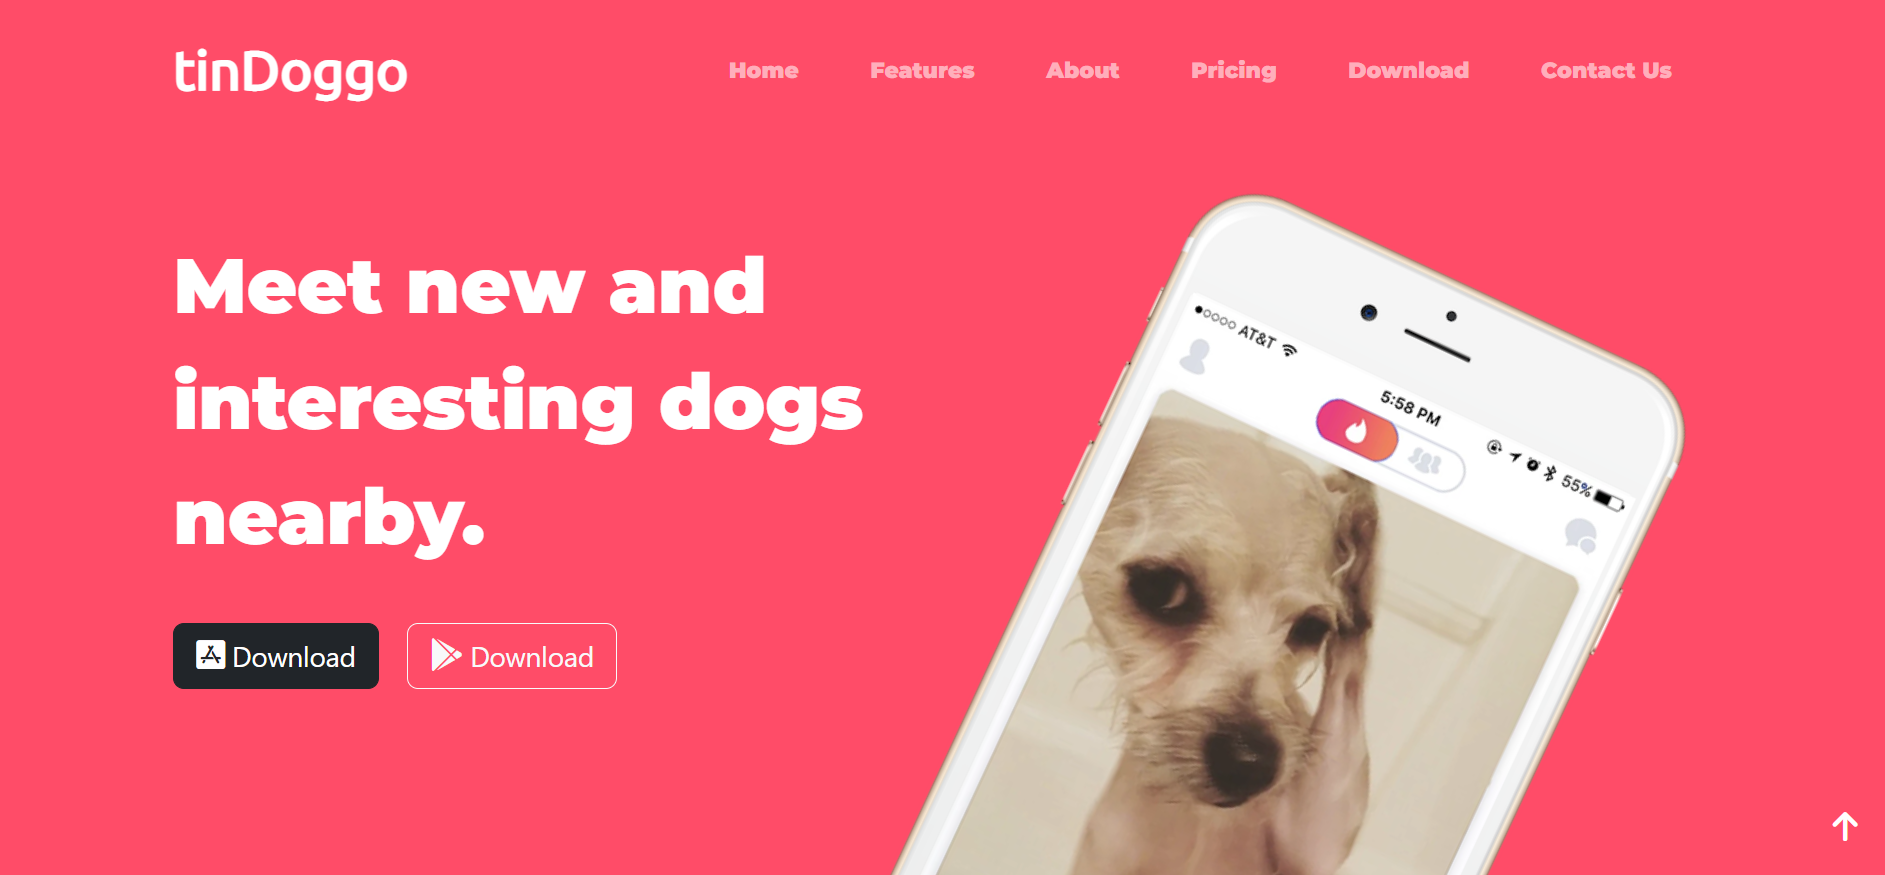 tinDoggo
Home Features About Pricing Download Contact Us
Meet new and
interesting dogs
nearby.
Download Download
AT&T
5:58 PM
55%